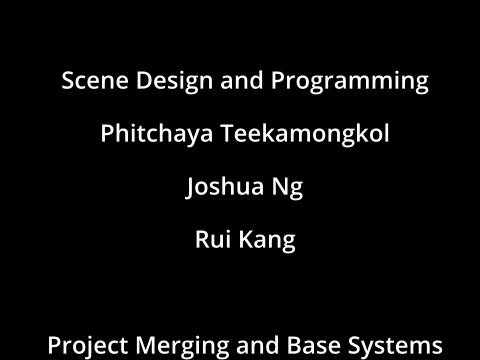 Scene Design and Programming
Phitchaya Teekamongkol
Joshua Ng
Rui Kang
Project Merging and Base Systems